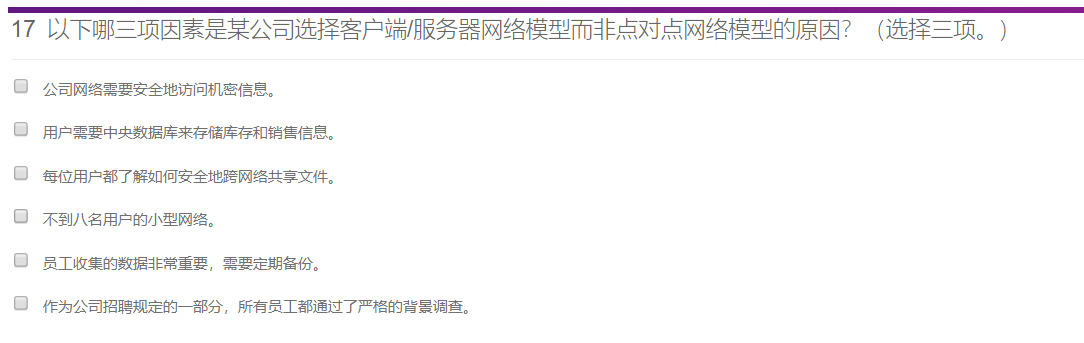 17 以下哪三项因素是某公司选择客户端/服务器网络模型而非点对点网络模型的原因？（选择三项。）
公司网络需要安全地访问机密信息。
用户需要中央数据库来存储库存和销售信息。
每位用户都了解如何安全地跨网络共享文件。
不到八名用户的小型网络。
员工收集的数据非常重要，需要定期备份。
作为公司招聘规定的一部分，所有员工都通过了严格的背景调查。